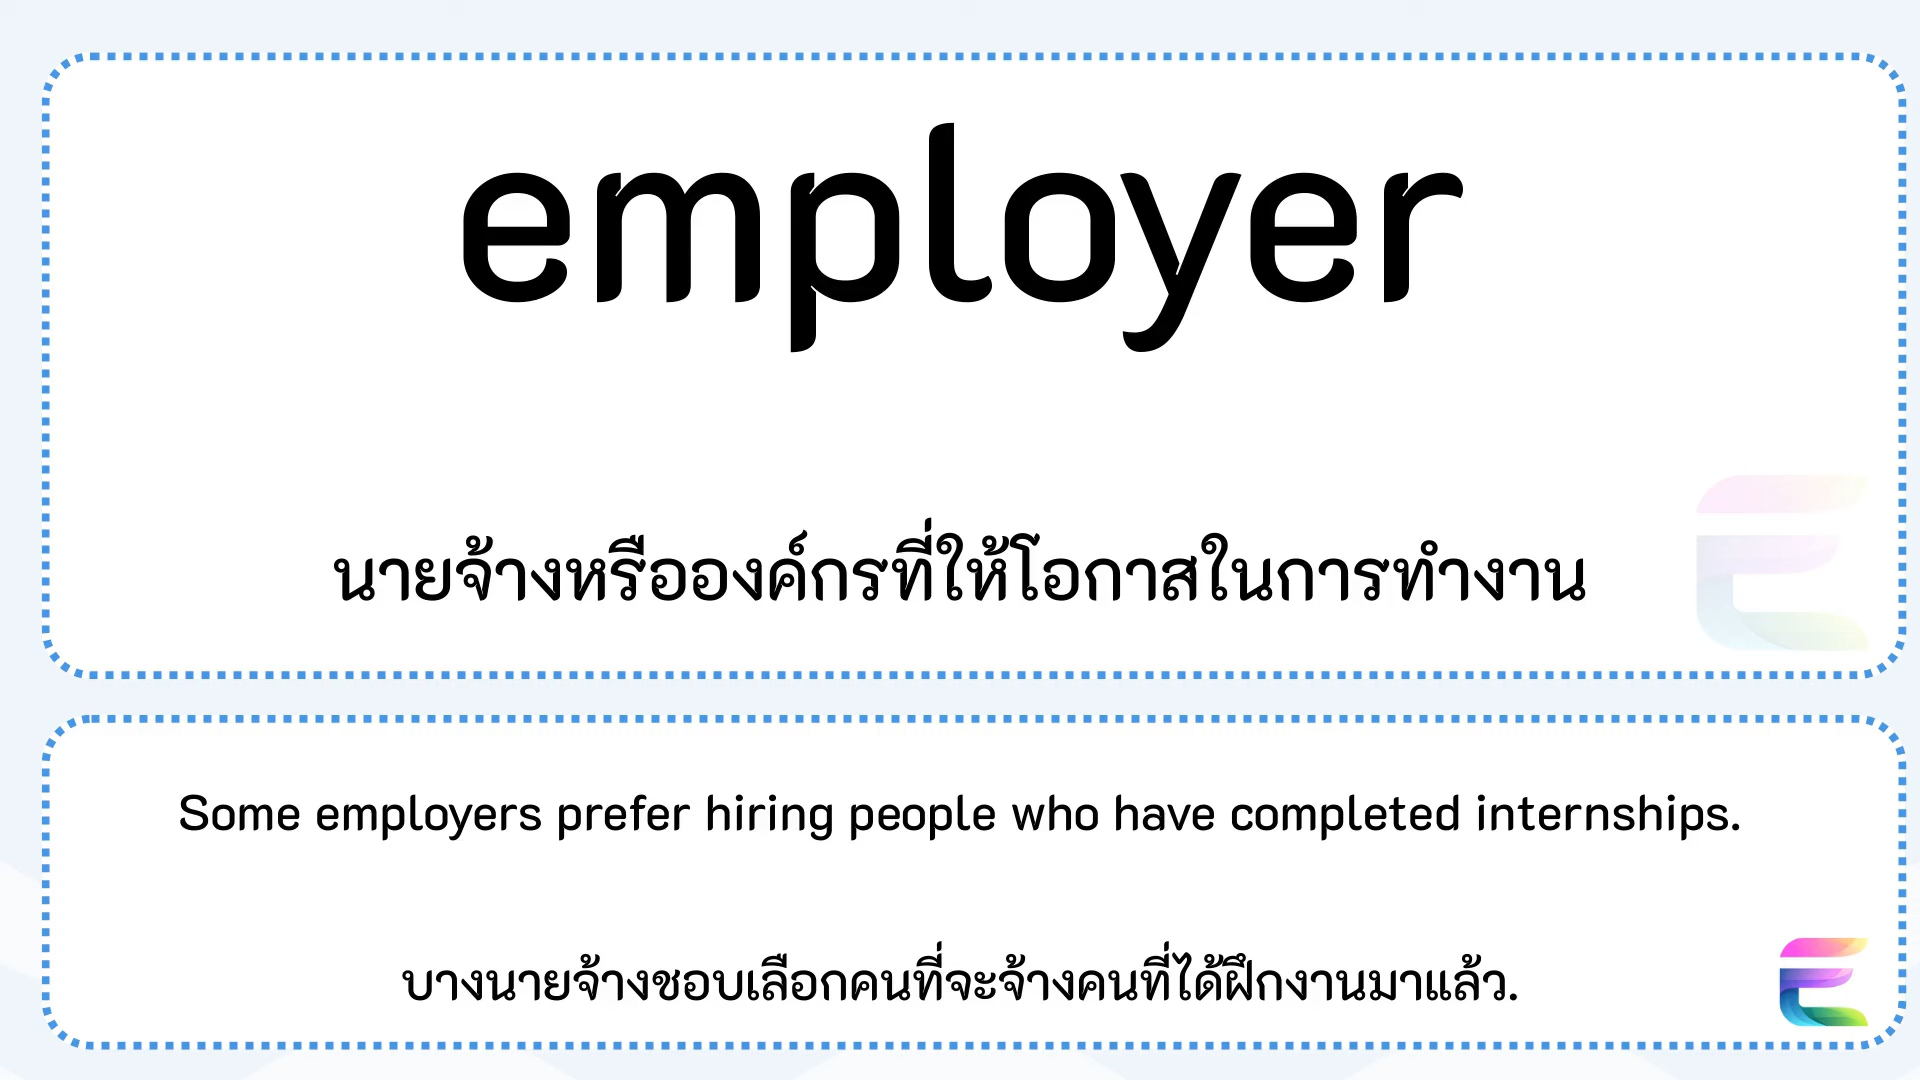 employer
นายจ้างหรือองค์กรที่ให้โอกาสในการทำงาน
Some employers prefer hiring people who have completed internships.
บางนายจ้างชอบเลือกคนที่จะจ้างคนที่ได้ฝึกงานมาแล้ว.